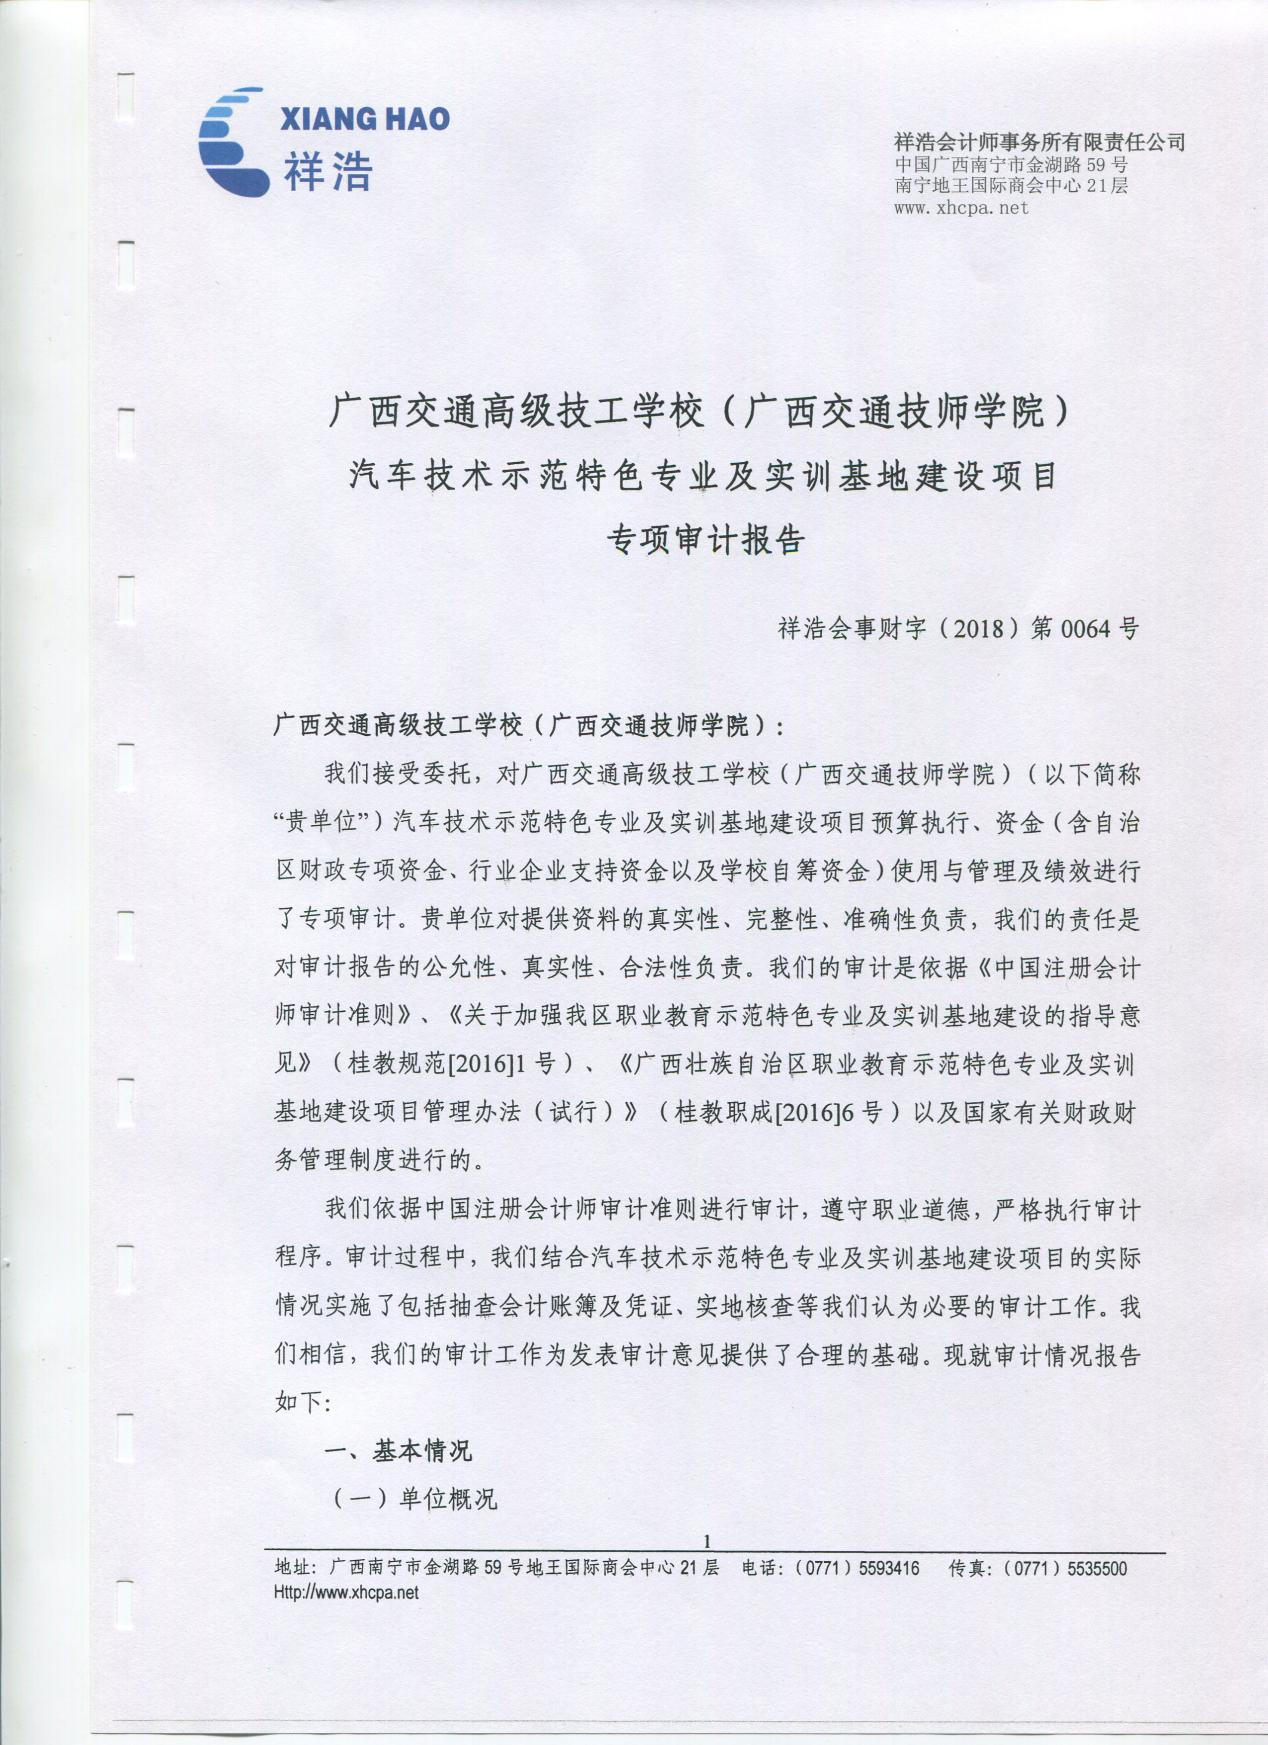 XIANG HAO
祥浩
祥浩会计师事务所有限责任公司
中国广西南宁市金湖路 59 号
南宁地王国际商会中心 21 层
www.xhcpa.net
广西交通高级技工学校（广西交通技师学院）
汽车技术示范特色专业及实训基地建设项目
专项审计报告
祥浩会事财字（2018）第 0064 号
广西交通高级技工学校（广西交通技师学院）：
我们接受委托，对广西交通高级技工学校（广西交通技师学院）（以下简称
“贵单位”）汽车技术示范特色专业及实训基地建设项目预算执行、资金（含自治
区财政专项资金、行业企业支持资金以及学校自筹资金）使用与管理及绩效进行
了专项审计。贵单位对提供资料的真实性、完整性、准确性负责，我们的责任是
对审计报告的公允性、真实性、合法性负责。我们的审计是依据《中国注册会计
师审计准则》、《关于加强我区职业教育示范特色专业及实训基地建设的指导意
见》（桂教规范[2016]1 号）、《广西壮族自治区职业教育示范特色专业及实训
基地建设项目管理办法（试行）》（桂教职成[2016]6 号）以及国家有关财政财
务管理制度进行的。
我们依据中国注册会计师审计准则进行审计，遵守职业道德，严格执行审计
程序。审计过程中，我们结合汽车技术示范特色专业及实训基地建设项目的实际
情况实施了包括抽查会计账簿及凭证、实地核查等我们认为必要的审计工作。我
们相信，我们的审计工作为发表审计意见提供了合理的基础。现就审计情况报告
如下：
一、基本情况
（一）单位概况
1
地址：广西南宁市金湖路 59 号地王国际商会中心 21 层 电话：（0771）5593416 传真：（0771）5535500
Http://www.xhcpa.net